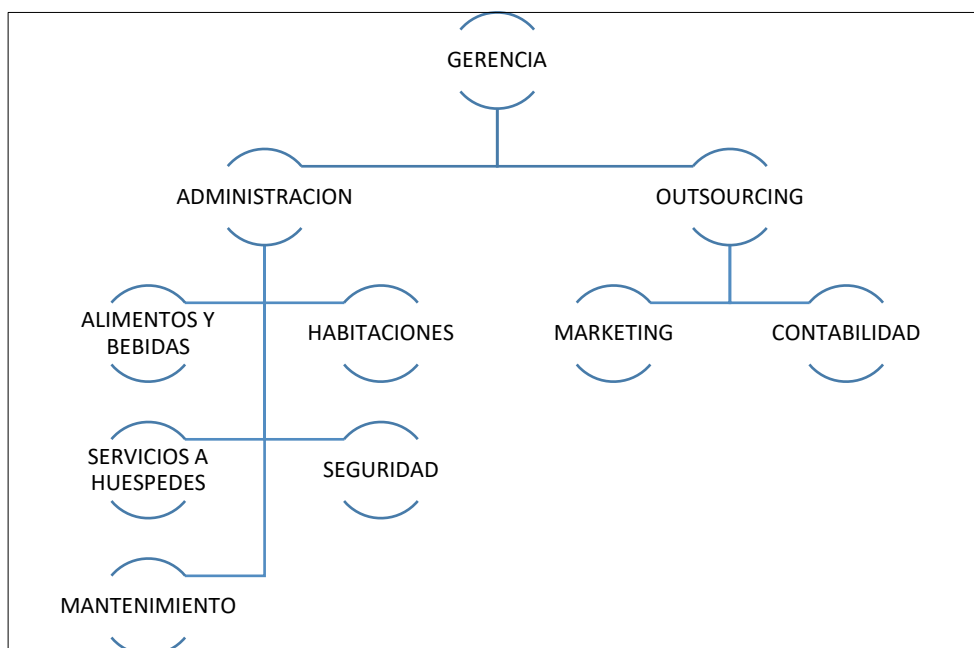 GERENCIA
ADMINISTRACION
OUTSOURCING
ALIMENTOS Y
BEBIDAS
HABITACIONES
MARKETING
CONTABILIDAD
SERVICIOS A
HUESPEDES
SEGURIDAD
MANTENIMIENTO